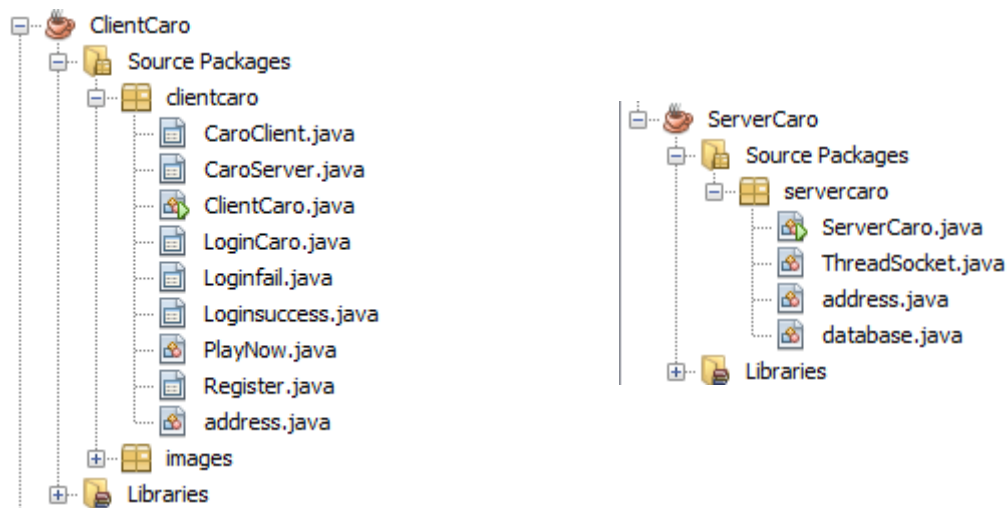 ClientCaro
Source Packages
clientcaro
CaroClient.java
CaroServer.java
ClientCaro.java
LoginCaro.java
Loginfail.java
Loginsuccess.java
PlayNow.java
Register.java
address.java
images
Libraries
ServerCaro
Source Packages
servercaro
ServerCaro.java
ThreadSocket.java
address.java
database.java
Libraries